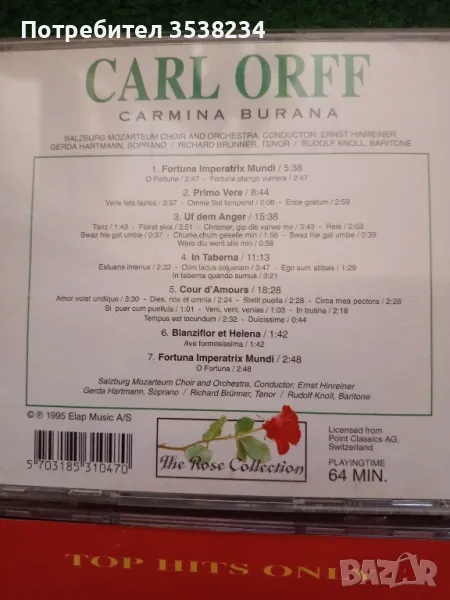 Потребител 3538234
CARL ORFF
CARMINA BURANA
SALZBURG MOZARTEUM CHOIR AND ORCHESTRA, CONDUCTOR: ERNST HINREINER
GERDA HARTMANN, SOPRANO / RICHARD BRÜNNER, TENOR / RUDOLF KNOLL, BARITONE
1. Fortuna Imperatrix Mundi / 5:38
O Fortuna / 2:47 - Fortune plango vulnera / 2:47
2. Primo Vere / 8:44
Veris leta facies / 3:37 - Omnia Sol temperat / 2:08 - Ecce gratum / 2:59
3. Uf dem Anger / 15:38
Tanz / 1:49 - Floret silva / 3:51 - Chramer, gip die varwe mir / 3:43 - Reie / 2:03
Swaz hie gat umbe / 0:37 - Chume, chum geselle min / 1:56 - Swaz hie gat umbe / 0:39
Were diu werlt alle min / 0:58
4. In Taberna / 11:13
Estuans interius / 2:32 - Olim lacus colueram / 3:47 - Ego sum abbas / 1:29
In taberna quando sumus / 3:21
5. Cour d'Amours / 18:28
Amor volat undique / 3:30 - Dies, nox et omnia / 2:24 - Stetit puella / 2:28 - Circa mea pectora / 2:28
Si puer cum puellula / 1:01 - Veni, veni, venias / 1:03 - In trutina / 2:18
Tempus est iocundum / 2:32 - Dulcissime / 0:44
6. Blanziflor et Helena / 1:42
Ave formosissima / 1:42
7. Fortuna Imperatrix Mundi / 2:48
O Fortuna / 2:48
Salzburg Mozarteum Choir and Orchestra, Conductor: Ernst Hinreiner
Gerda Hartmann, Soprano / Richard Brünner, Tenor / Rudolf Knoll, Baritone
©℗ 1995 Elap Music A/S
5 703185 310470
The Rose Collection
Licensed from
Point Classics AG,
Switzerland
PLAYINGTIME
64 MIN.
TOP HITS ONLY
BAZAR